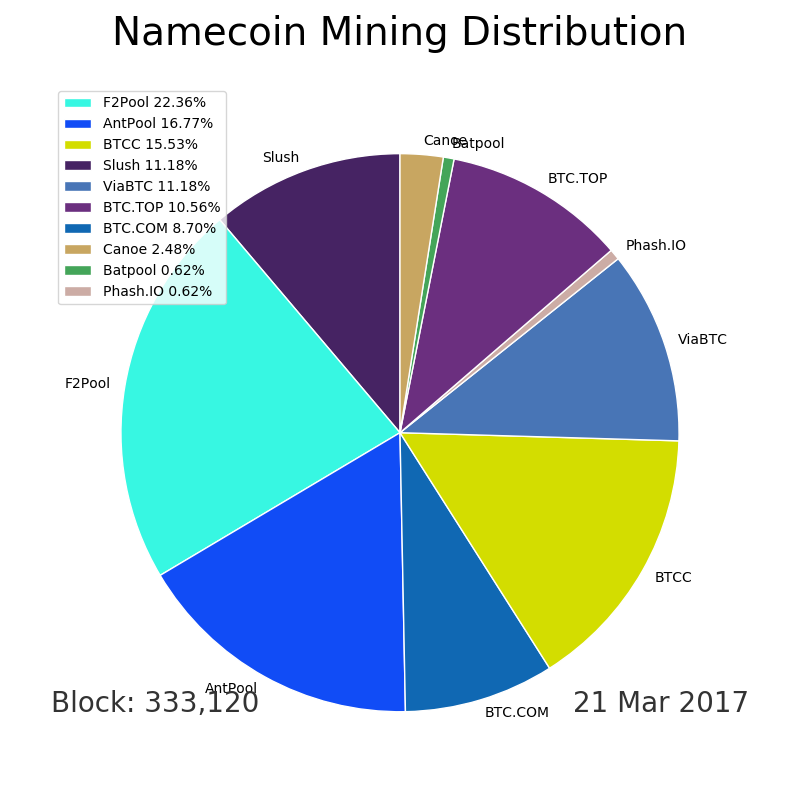 Namecoin Mining Distribution
F2Pool 22.36%
AntPool 16.77%
BTCC 15.53%
Slush 11.18%
ViaBTC 11.18%
BTC.TOP 10.56%
BTC.COM 8.70%
Canoe 2.48%
Batpool 0.62%
Phash.IO 0.62%
Canoe
Batpool
Slush
BTC.TOP
Phash.IO
ViaBTC
F2Pool
BTCC
AntPool
BTC.COM
Block: 333,120
21 Mar 2017